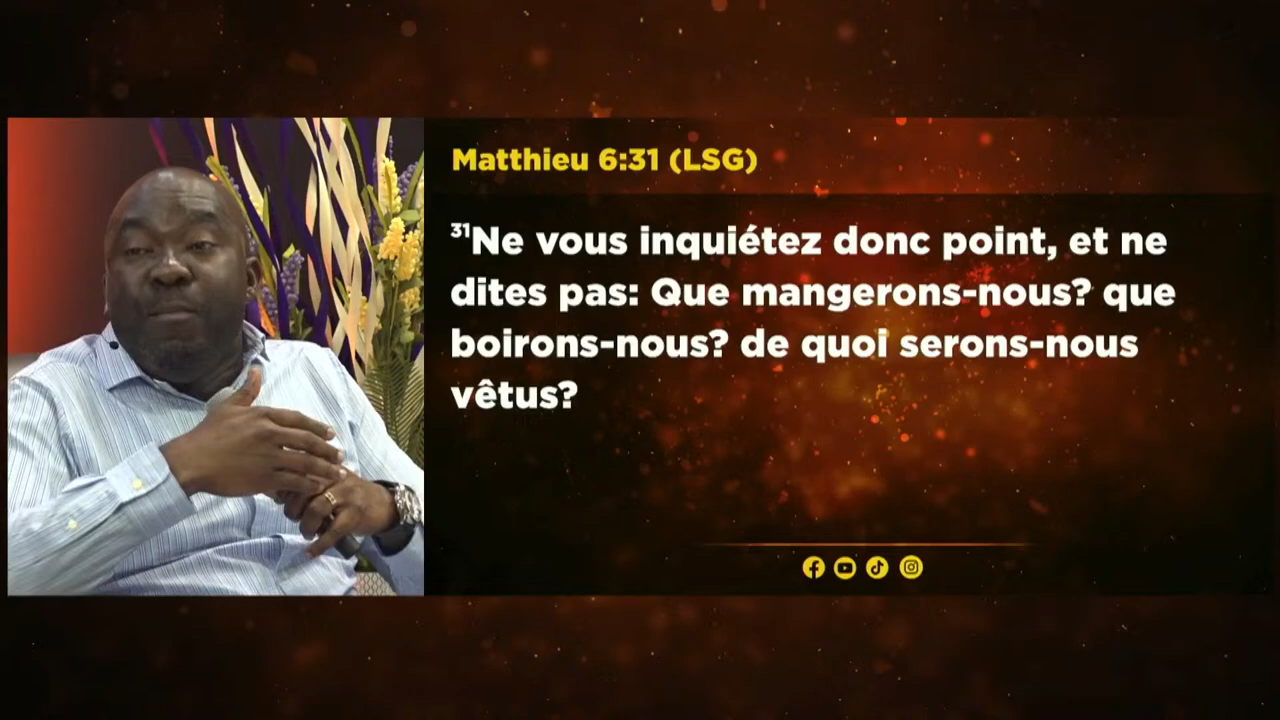 Matthieu 6:31 (LSG)
³¹Ne vous inquiétez donc point, et ne
dites pas: Que mangerons-nous? que
boirons-nous? de quoi serons-nous
vêtus?